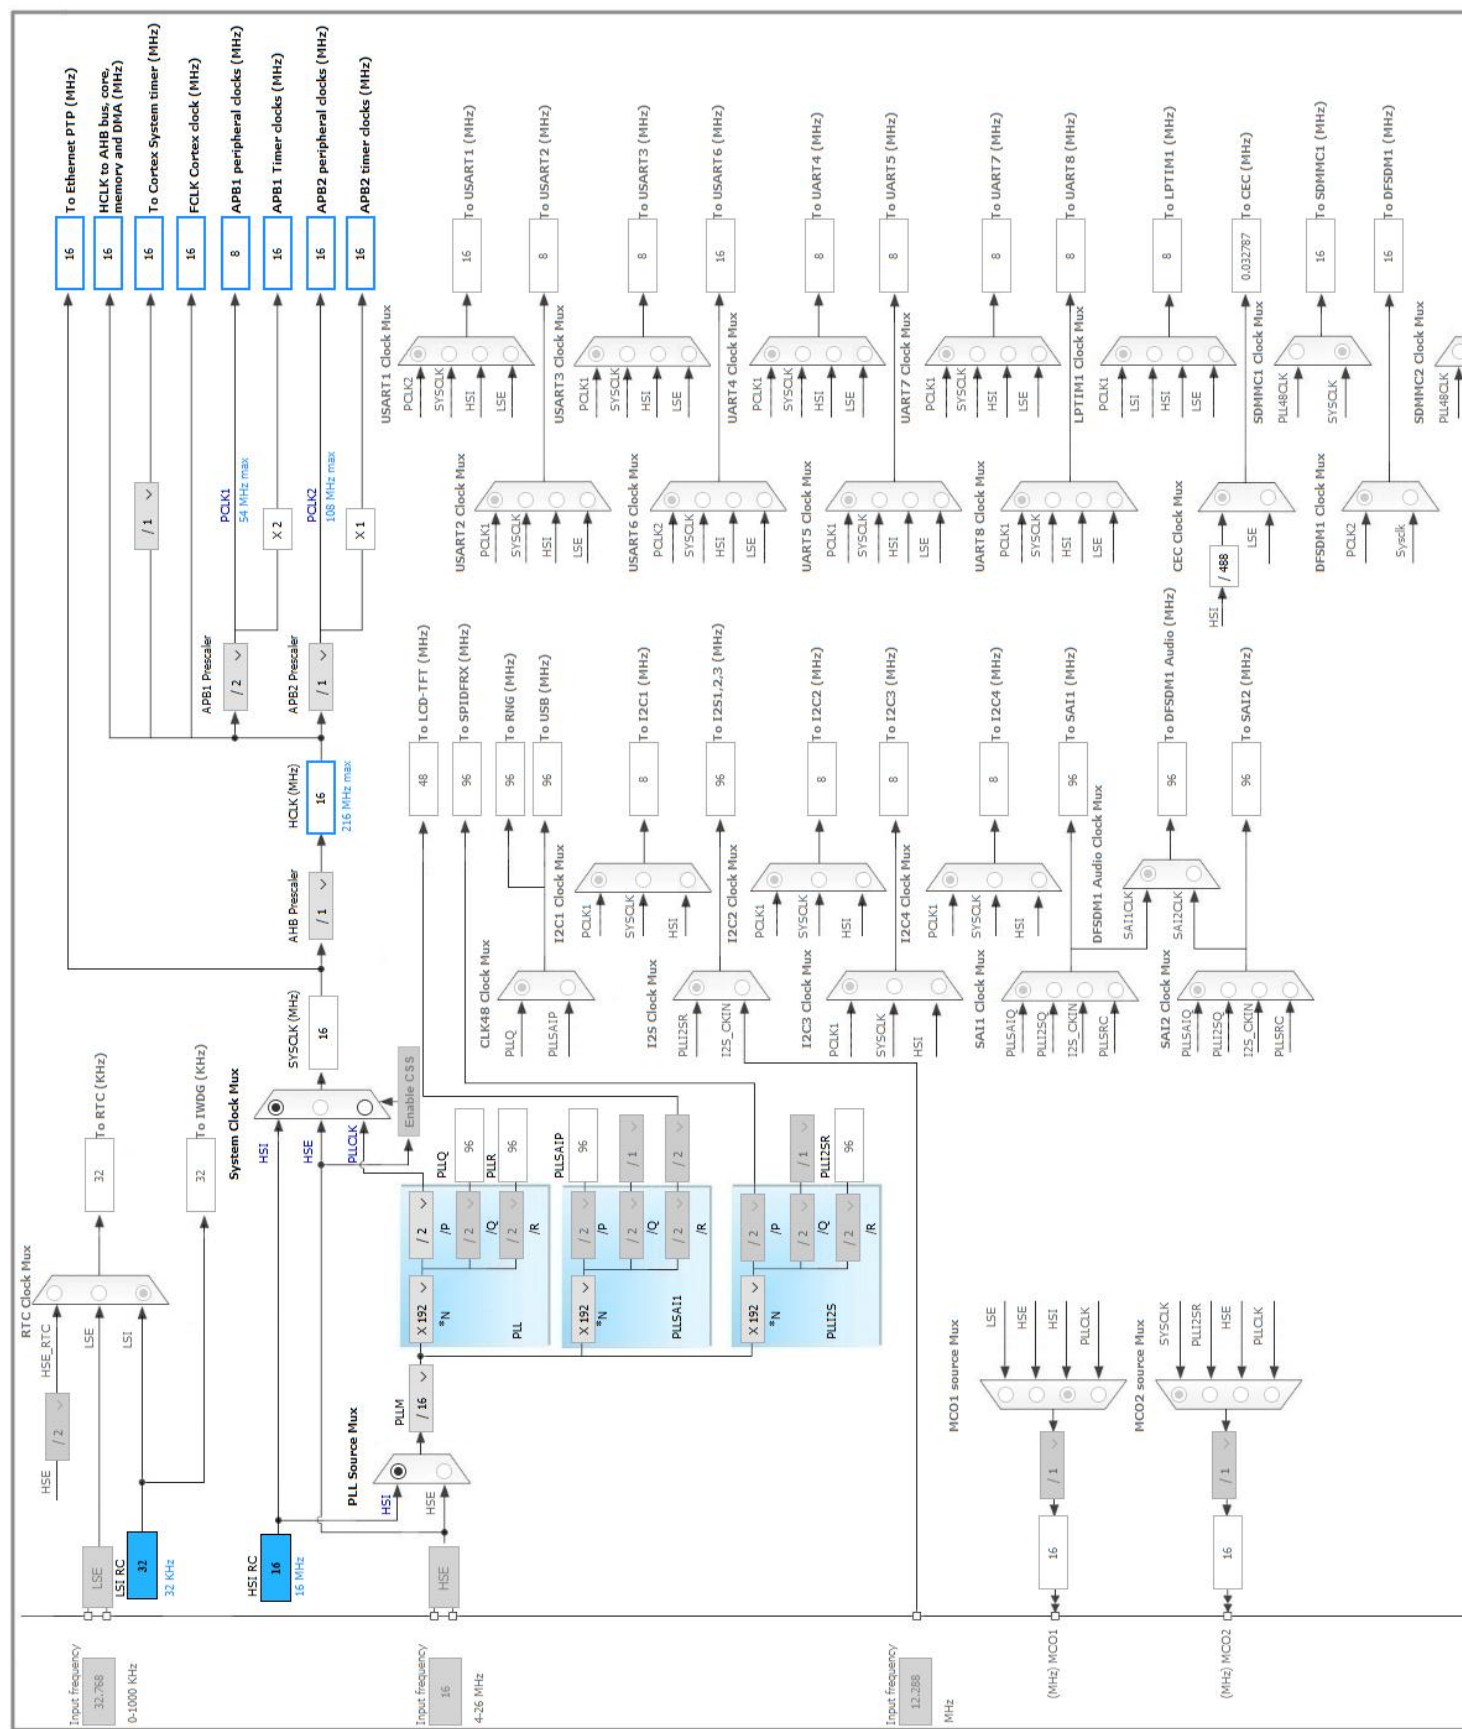 Input frequency
32.768
0-1000 KHz
LSE
LSI RC
32
32 KHz
HSE
/ 2
HSE_RTC
LSE
LSI
RTC Clock Mux
32
To RTC (KHz)
32
To IWDG (KHz)
HSI RC
16
16 MHz
Input frequency
16
4-26 MHz
HSE
PLL Source Mux
HSI
HSE
PLLM
/ 16
System Clock Mux
HSI
HSE
PLLCLK
Enable CSS
SYSCLK (MHz)
16
AHB Prescaler
/ 1
HCLK (MHz)
16
216 MHz max
APB1 Prescaler
/ 2
APB2 Prescaler
/ 1
/ 1
PCLK1
54 MHz max
X 2
PCLK2
108 MHz max
X 1
16
To Ethernet PTP (MHz)
16
HCLK to AHB bus, core,
memory and DMA (MHz)
16
To Cortex System timer (MHz)
16
FCLK Cortex clock (MHz)
8
APB1 peripheral clocks (MHz)
16
APB1 Timer clocks (MHz)
16
APB2 peripheral clocks (MHz)
16
APB2 timer clocks (MHz)
X 192
*N
/ 2
/P
/ 2
/Q
/ 2
/R
PLL
PLLQ
96
PLLR
96
X 192
*N
/ 2
/P
/ 2
/Q
/ 2
/R
PLLSAI1
PLLSAIP
96
/ 1
/ 2
X 192
*N
/ 2
/P
/ 2
/Q
/ 2
/R
PLLI2S
/ 1
PLLI2SR
96
48
To LCD-TFT (MHz)
96
To SPIDFRX (MHz)
96
To RNG (MHz)
96
To USB (MHz)
CLK48 Clock Mux
PLLQ
PLLSAIP
I2C1 Clock Mux
PCLK1
SYSCLK
HSI
8
To I2C1 (MHz)
I2S Clock Mux
PLLI2SR
I2S_CKIN
96
To I2S1,2,3 (MHz)
I2C2 Clock Mux
PCLK1
SYSCLK
HSI
8
To I2C2 (MHz)
I2C3 Clock Mux
PCLK1
SYSCLK
HSI
8
To I2C3 (MHz)
I2C4 Clock Mux
PCLK1
SYSCLK
HSI
8
To I2C4 (MHz)
SAI1 Clock Mux
PLLSAIQ
PLLI2SQ
I2S_CKIN
PLLSRC
96
To SAI1 (MHz)
DFSDM1 Audio Clock Mux
SAI1CLK
SAI2CLK
96
To DFSDM1 Audio (MHz)
SAI2 Clock Mux
PLLSAIQ
PLLI2SQ
I2S_CKIN
PLLSRC
96
To SAI2 (MHz)
USART1 Clock Mux
PCLK2
SYSCLK
HSI
LSE
16
To USART1 (MHz)
USART2 Clock Mux
PCLK1
SYSCLK
HSI
LSE
8
To USART2 (MHz)
USART3 Clock Mux
PCLK1
SYSCLK
HSI
LSE
8
To USART3 (MHz)
USART6 Clock Mux
PCLK2
SYSCLK
HSI
LSE
16
To USART6 (MHz)
UART4 Clock Mux
PCLK1
SYSCLK
HSI
LSE
8
To UART4 (MHz)
UART5 Clock Mux
PCLK1
SYSCLK
HSI
LSE
8
To UART5 (MHz)
UART7 Clock Mux
PCLK1
SYSCLK
HSI
LSE
8
To UART7 (MHz)
UART8 Clock Mux
PCLK1
SYSCLK
HSI
LSE
8
To UART8 (MHz)
LPTIM1 Clock Mux
PCLK1
LSI
HSI
LSE
8
To LPTIM1 (MHz)
CEC Clock Mux
HSI
/ 488
LSE
0.032787
To CEC (MHz)
SDMMC1 Clock Mux
PLL48CLK
SYSCLK
16
To SDMMC1 (MHz)
DFSDM1 Clock Mux
PCLK2
Sysclk
16
To DFSDM1 (MHz)
SDMMC2 Clock Mux
PLL48CLK
Input frequency
12.288
MHz
MCO1 source Mux
LSE
HSE
HSI
PLLCLK
/ 1
16
(MHz) MCO1
MCO2 source Mux
SYSCLK
PLLI2SR
HSE
PLLCLK
/ 1
16
(MHz) MCO2